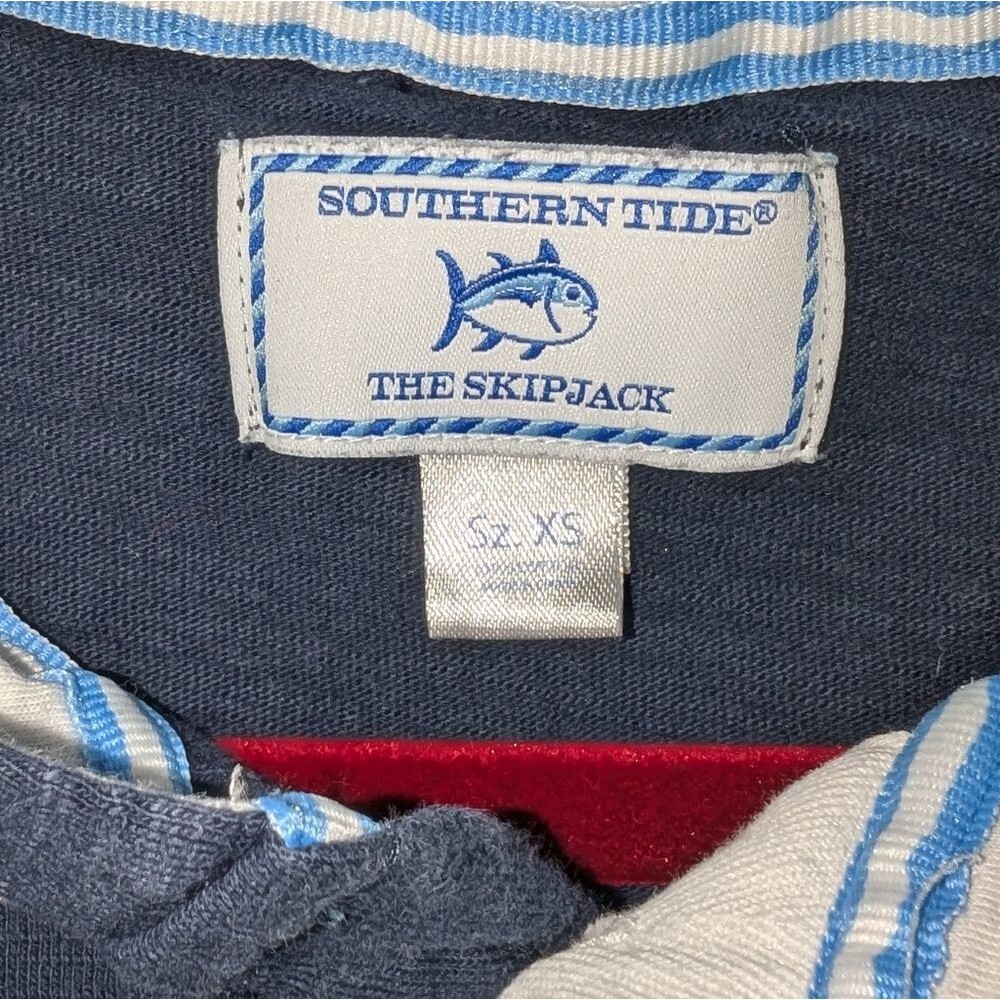 SOUTHERN TIDE®
THE SKIPJACK
Sz. XS